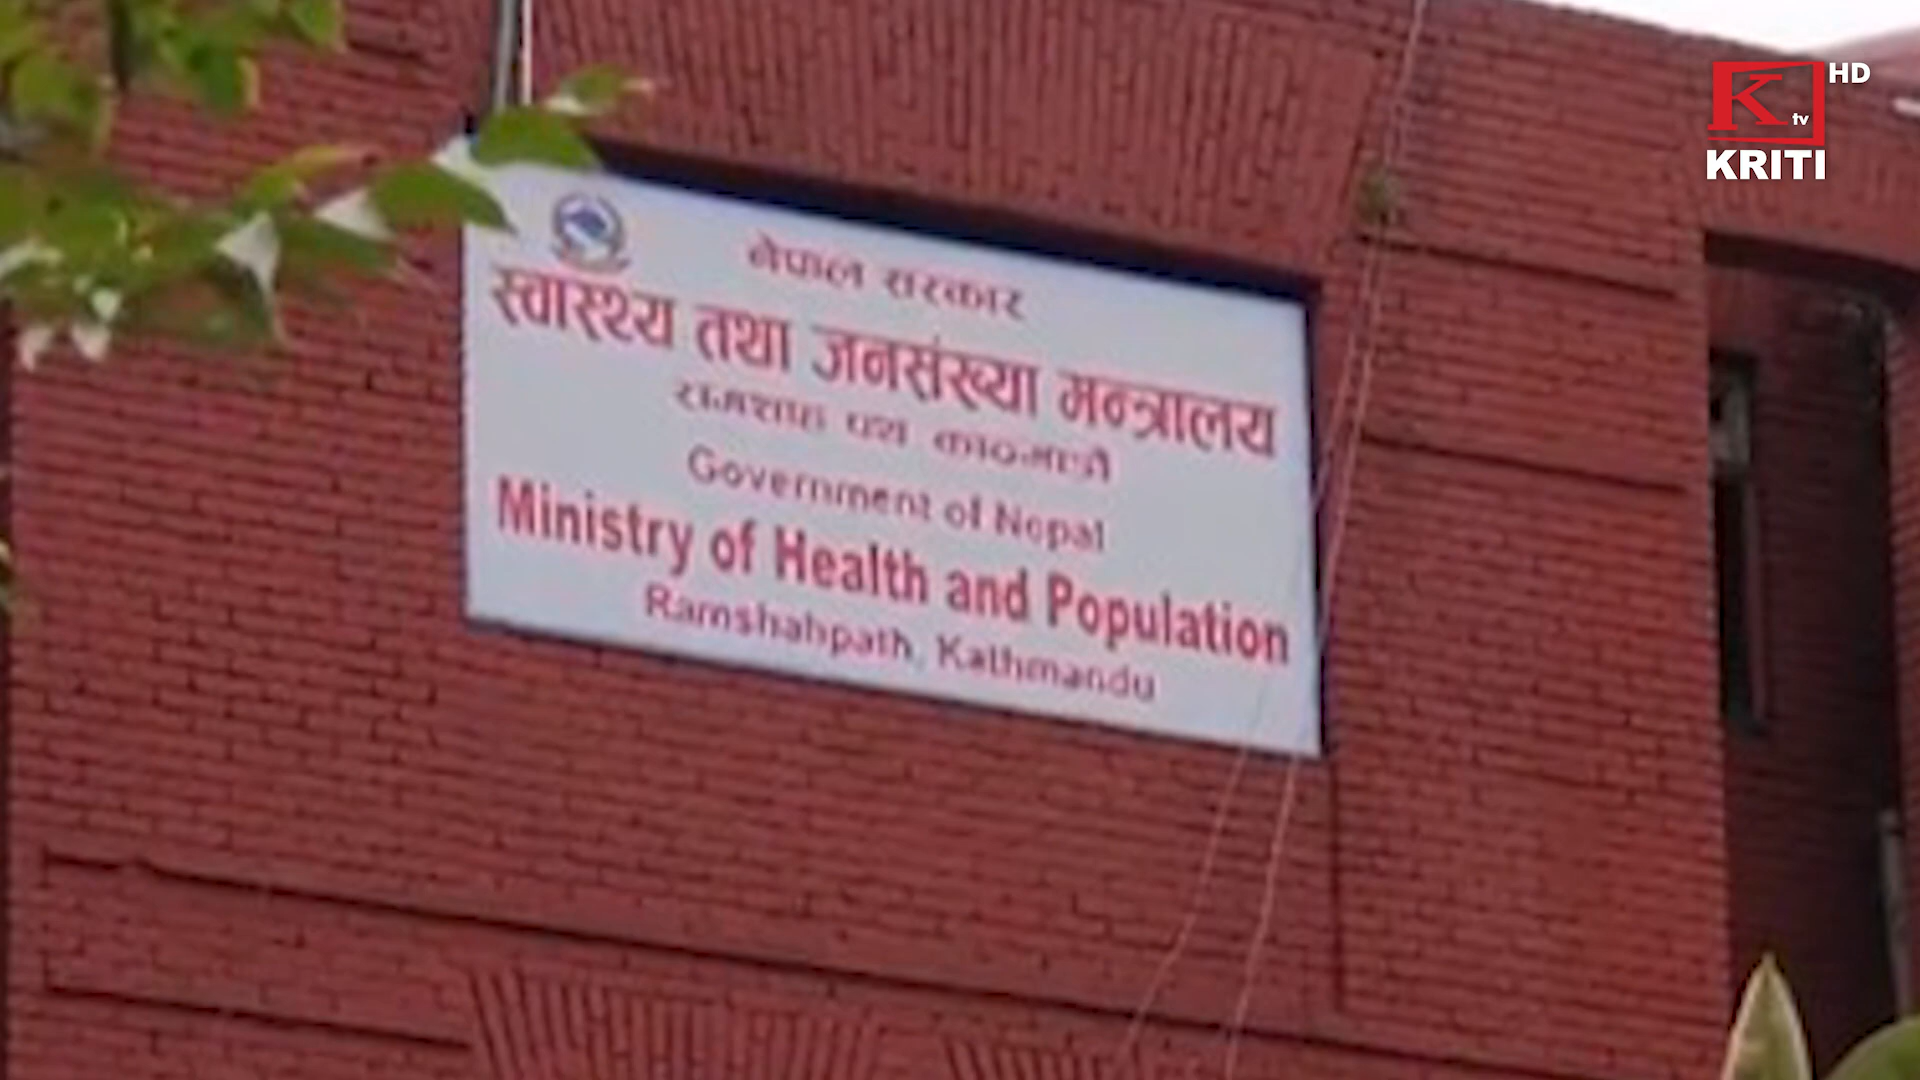 नेपाल सरकार
स्वास्थ्य तथा जनसंख्या मन्त्रालय
रामशाह पथ काठमाडौं
Government of Nepal
Ministry of Health and Population
Ramshahpath, Kathmandu
K tv HD
KRITI